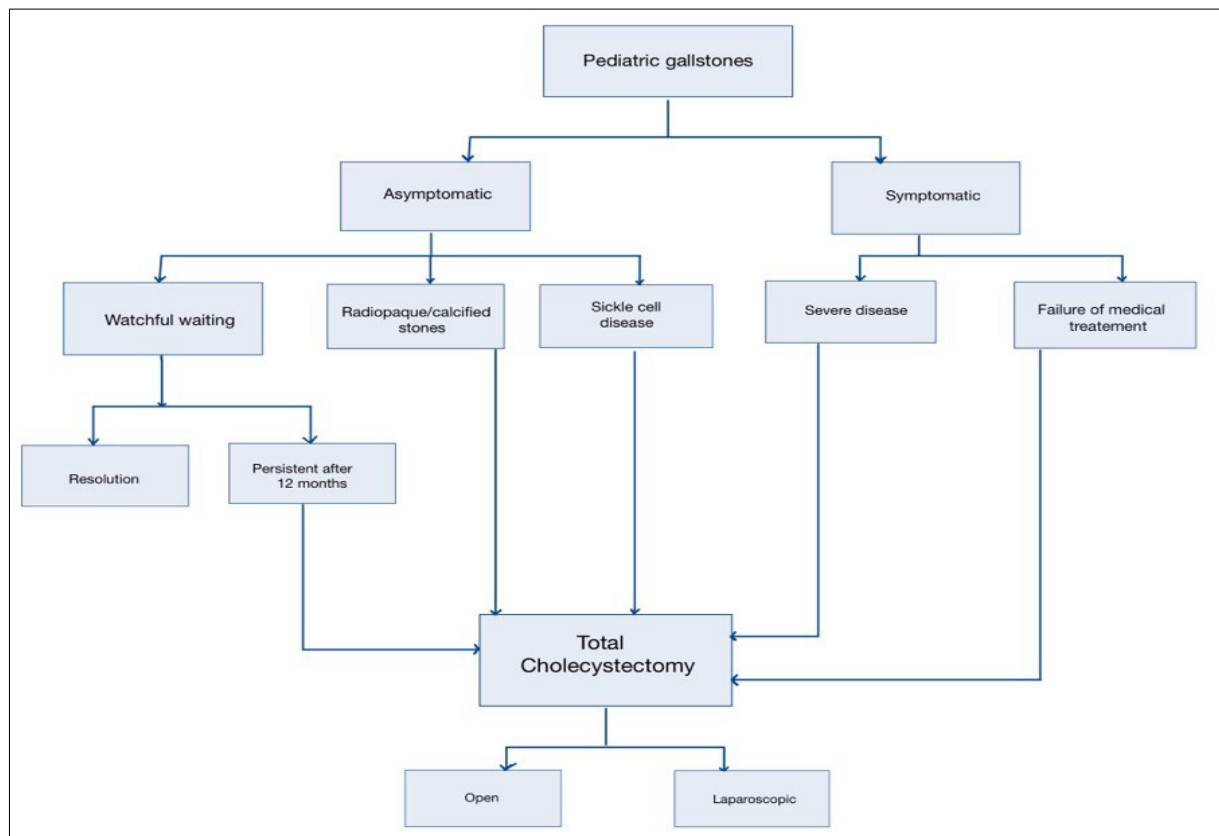 Pediatric gallstones
Asymptomatic
Symptomatic
Watchful waiting
Radiopaque/calcified
stones
Sickle cell
disease
Severe disease
Failure of medical
treatement
Resolution
Persistent after
12 months
Total
Cholecystectomy
Open
Laparoscopic